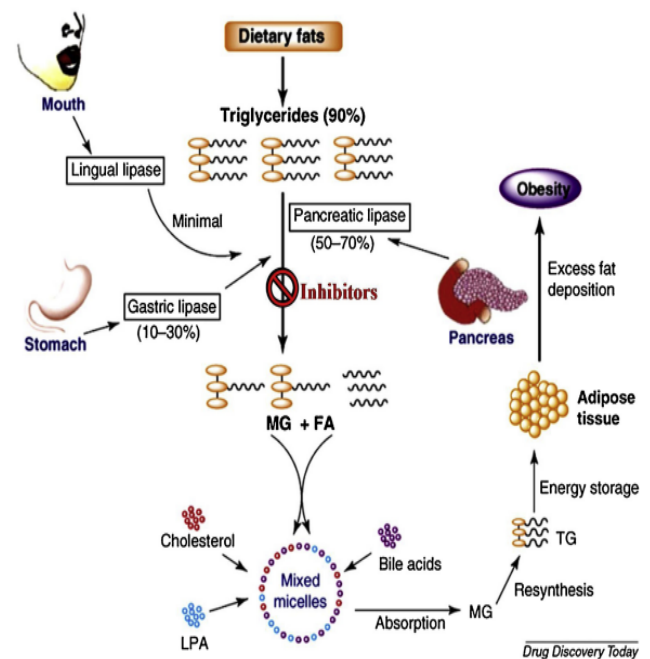 Dietary fats
Mouth
Triglycerides (90%)
Lingual lipase
Minimal
Pancreatic lipase
(50–70%)
Obesity
Inhibitors
Excess fat
deposition
Gastric lipase
(10–30%)
Stomach
Pancreas
Adipose
tissue
MG + FA
Energy storage
Cholesterol
Bile acids
TG
Mixed
micelles
Resynthesis
LPA
Absorption
MG
Drug Discovery Today